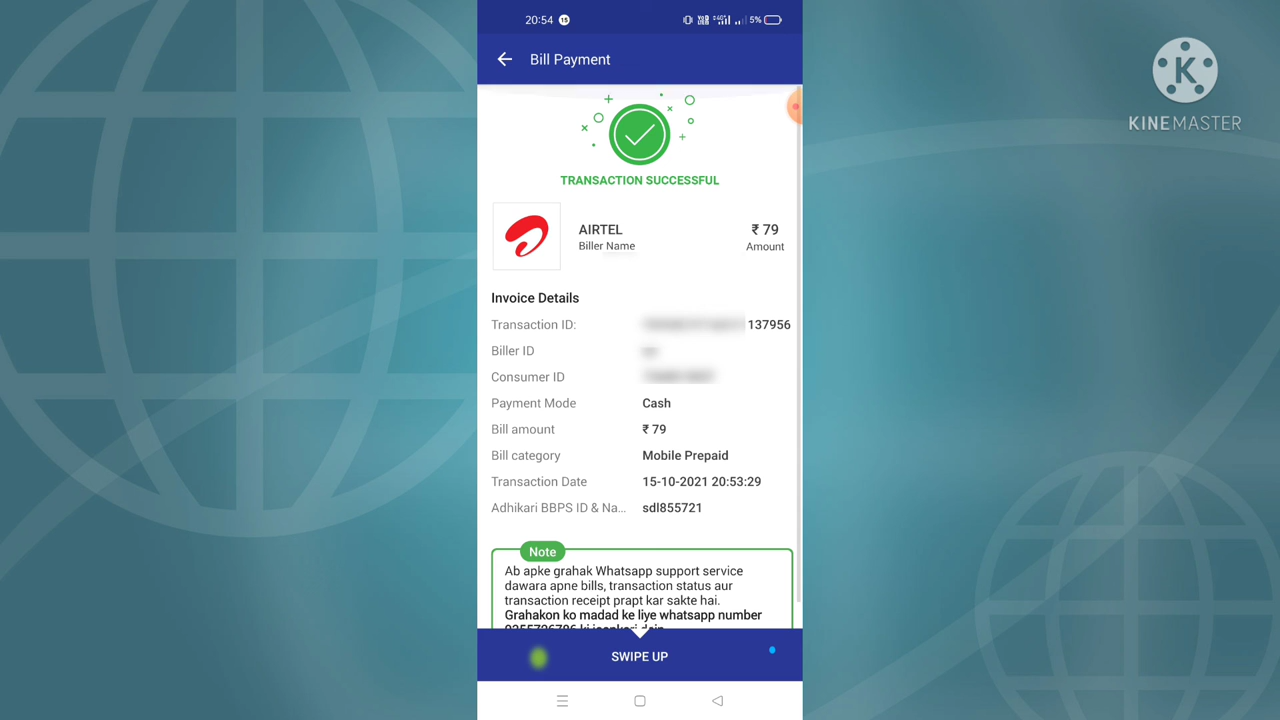 20:54 15 5%
Bill Payment
K
KINEMASTER
TRANSACTION SUCCESSFUL
AIRTEL ₹ 79
Biller Name Amount
Invoice Details
Transaction ID: 137956
Biller ID
Consumer ID
Payment Mode Cash
Bill amount ₹ 79
Bill category Mobile Prepaid
Transaction Date 15-10-2021 20:53:29
Adhikari BBPS ID & Na... sdl855721
Note
Ab apke grahak Whatsapp support service
dawara apne bills, transaction status aur
transaction receipt prapt kar sakte hai.
Grahakon ko madad ke liye whatsapp number
SWIPE UP